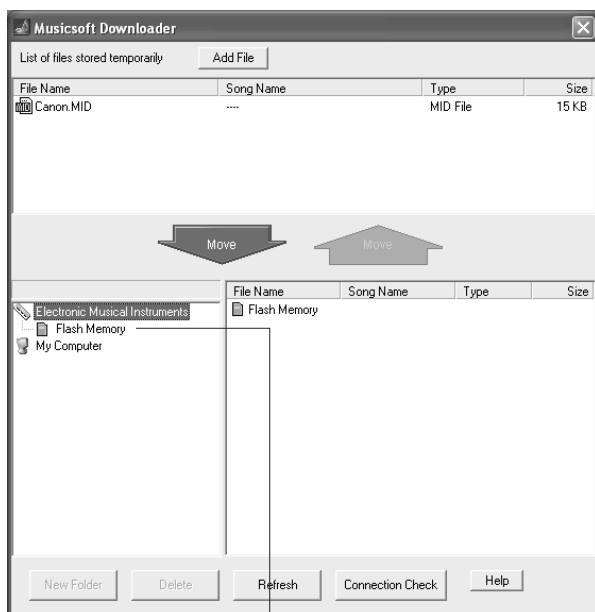 Musicsoft Downloader
List of files stored temporarily Add File
File Name Song Name Type Size
Canon.MID ---- MID File 15 KB
Move Move
File Name Song Name Type Size
Electronic Musical Instruments Flash Memory
Flash Memory
My Computer
New Folder Delete Refresh Connection Check Help